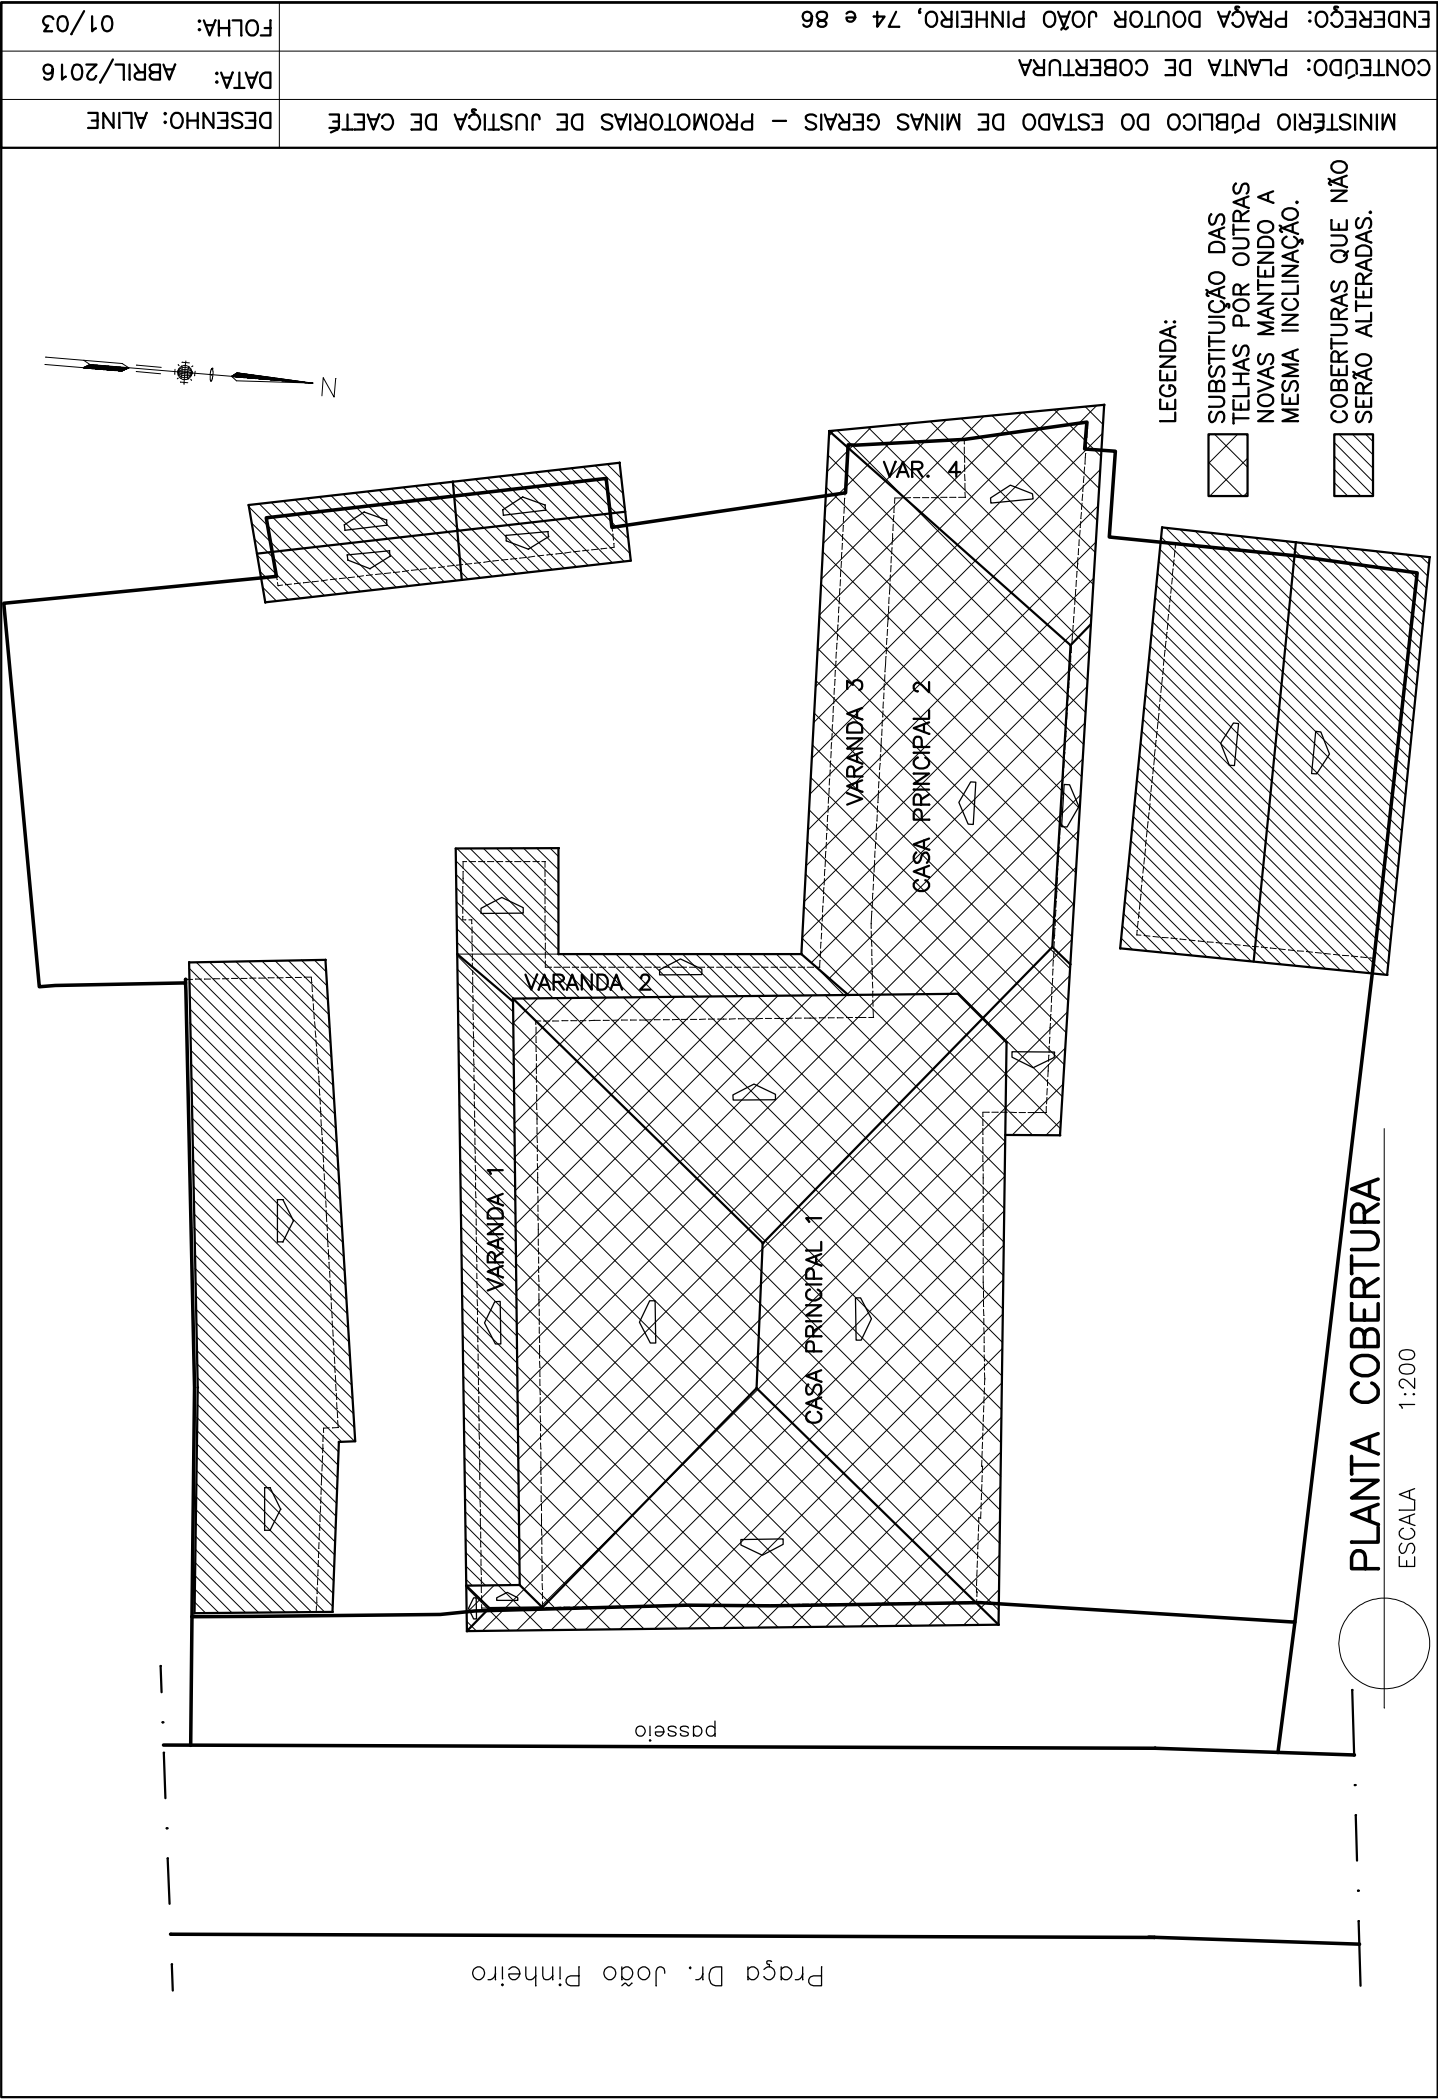 MINISTÉRIO PÚBLICO DO ESTADO DE MINAS GERAIS – PROMOTORIAS DE JUSTIÇA DE CAETÉ
DESENHO: ALINE
CONTEÚDO: PLANTA DE COBERTURA
DATA: ABRIL/2016
ENDEREÇO: PRAÇA DOUTOR JOÃO PINHEIRO, 74 e 86
FOLHA: 01/03
LEGENDA:
SUBSTITUIÇÃO DAS
TELHAS POR OUTRAS
NOVAS MANTENDO A
MESMA INCLINAÇÃO.
COBERTURAS QUE NÃO
SERÃO ALTERADAS.
N
VAR. 4
VARANDA 3
CASA PRINCIPAL 2
VARANDA 2
VARANDA 1
CASA PRINCIPAL 1
PLANTA COBERTURA
ESCALA 1:200
passeio
Praça Dr. João Pinheiro